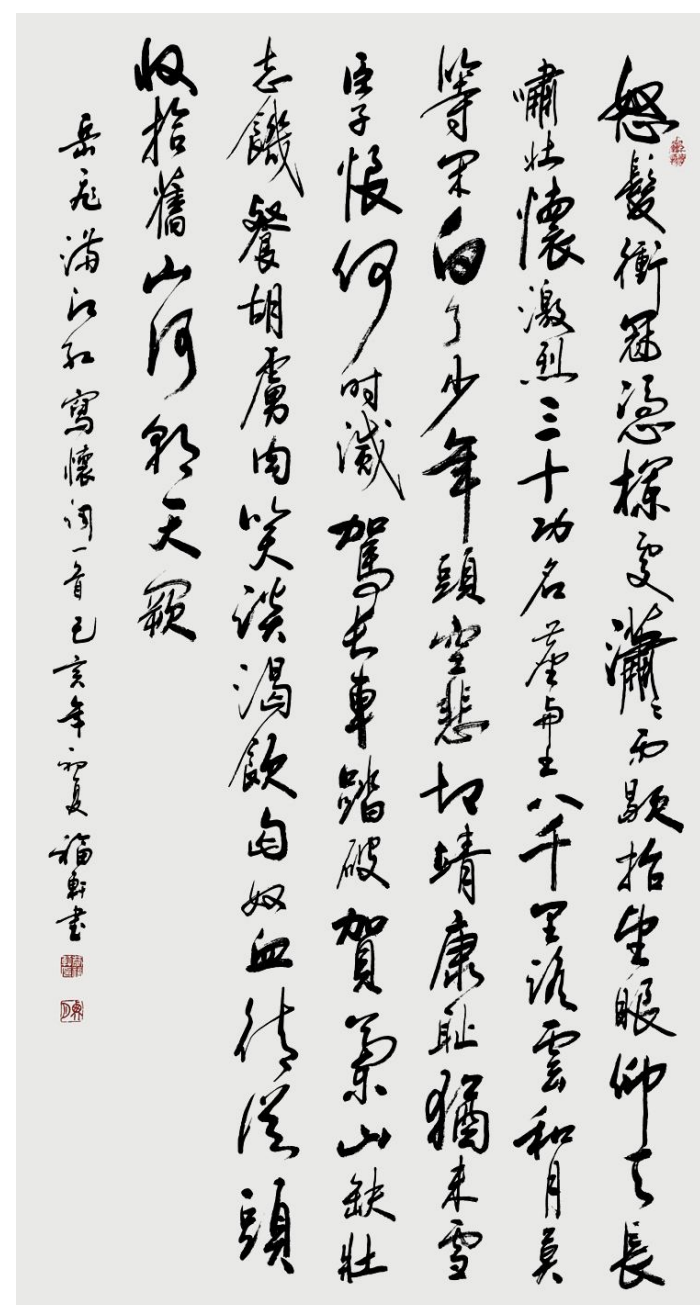 怒髮衝冠憑欄處瀟瀟雨歇抬望眼仰天長
嘯壯懷激烈三十功名塵與土八千里路雲和月莫
等閑白了少年頭空悲切靖康恥猶未雪
臣子恨何時滅駕長車踏破賀蘭山缺壯
志饑餐胡虜肉笑談渴飲匈奴血待從頭
收拾舊山河朝天闕
岳飛滿江紅寫懷詞一首己亥年初夏福軒書